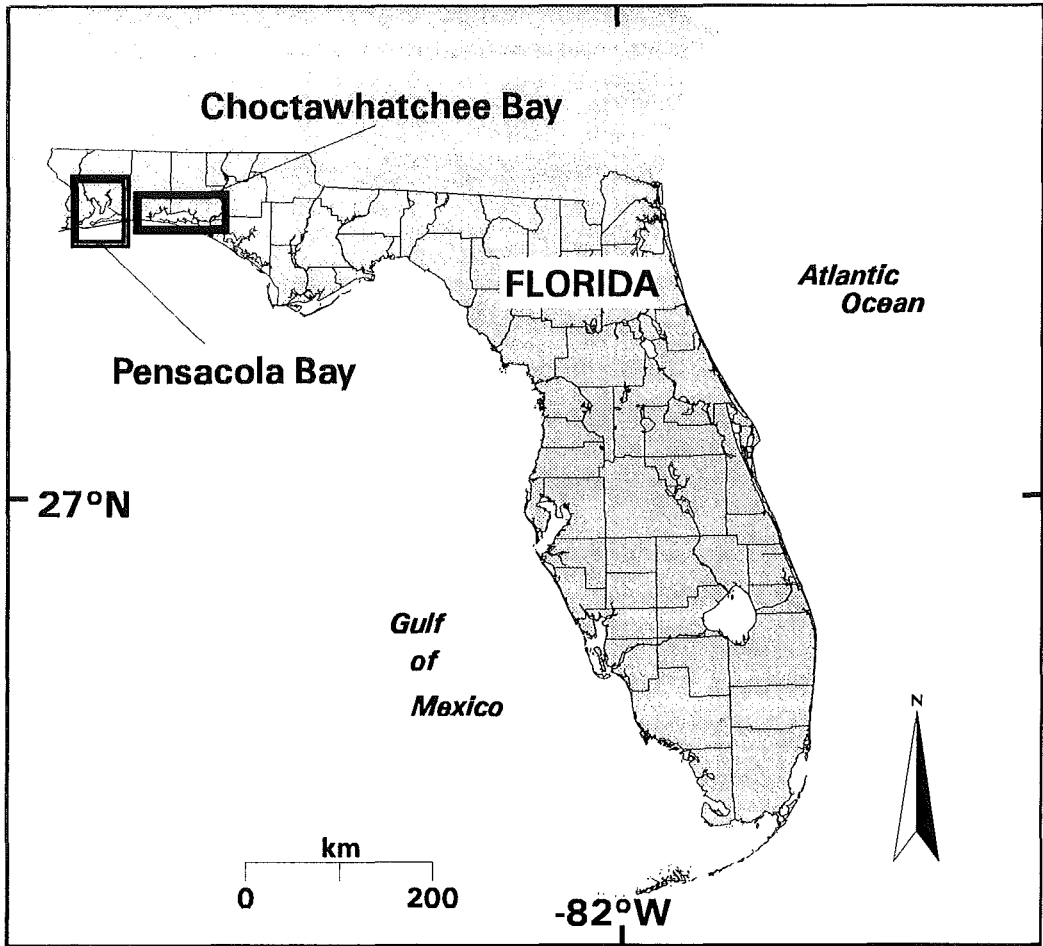 Choctawhatchee Bay
FLORIDA
Atlantic
Ocean
Pensacola Bay
27°N
Gulf
of
Mexico
N
km
0 200
-82°W